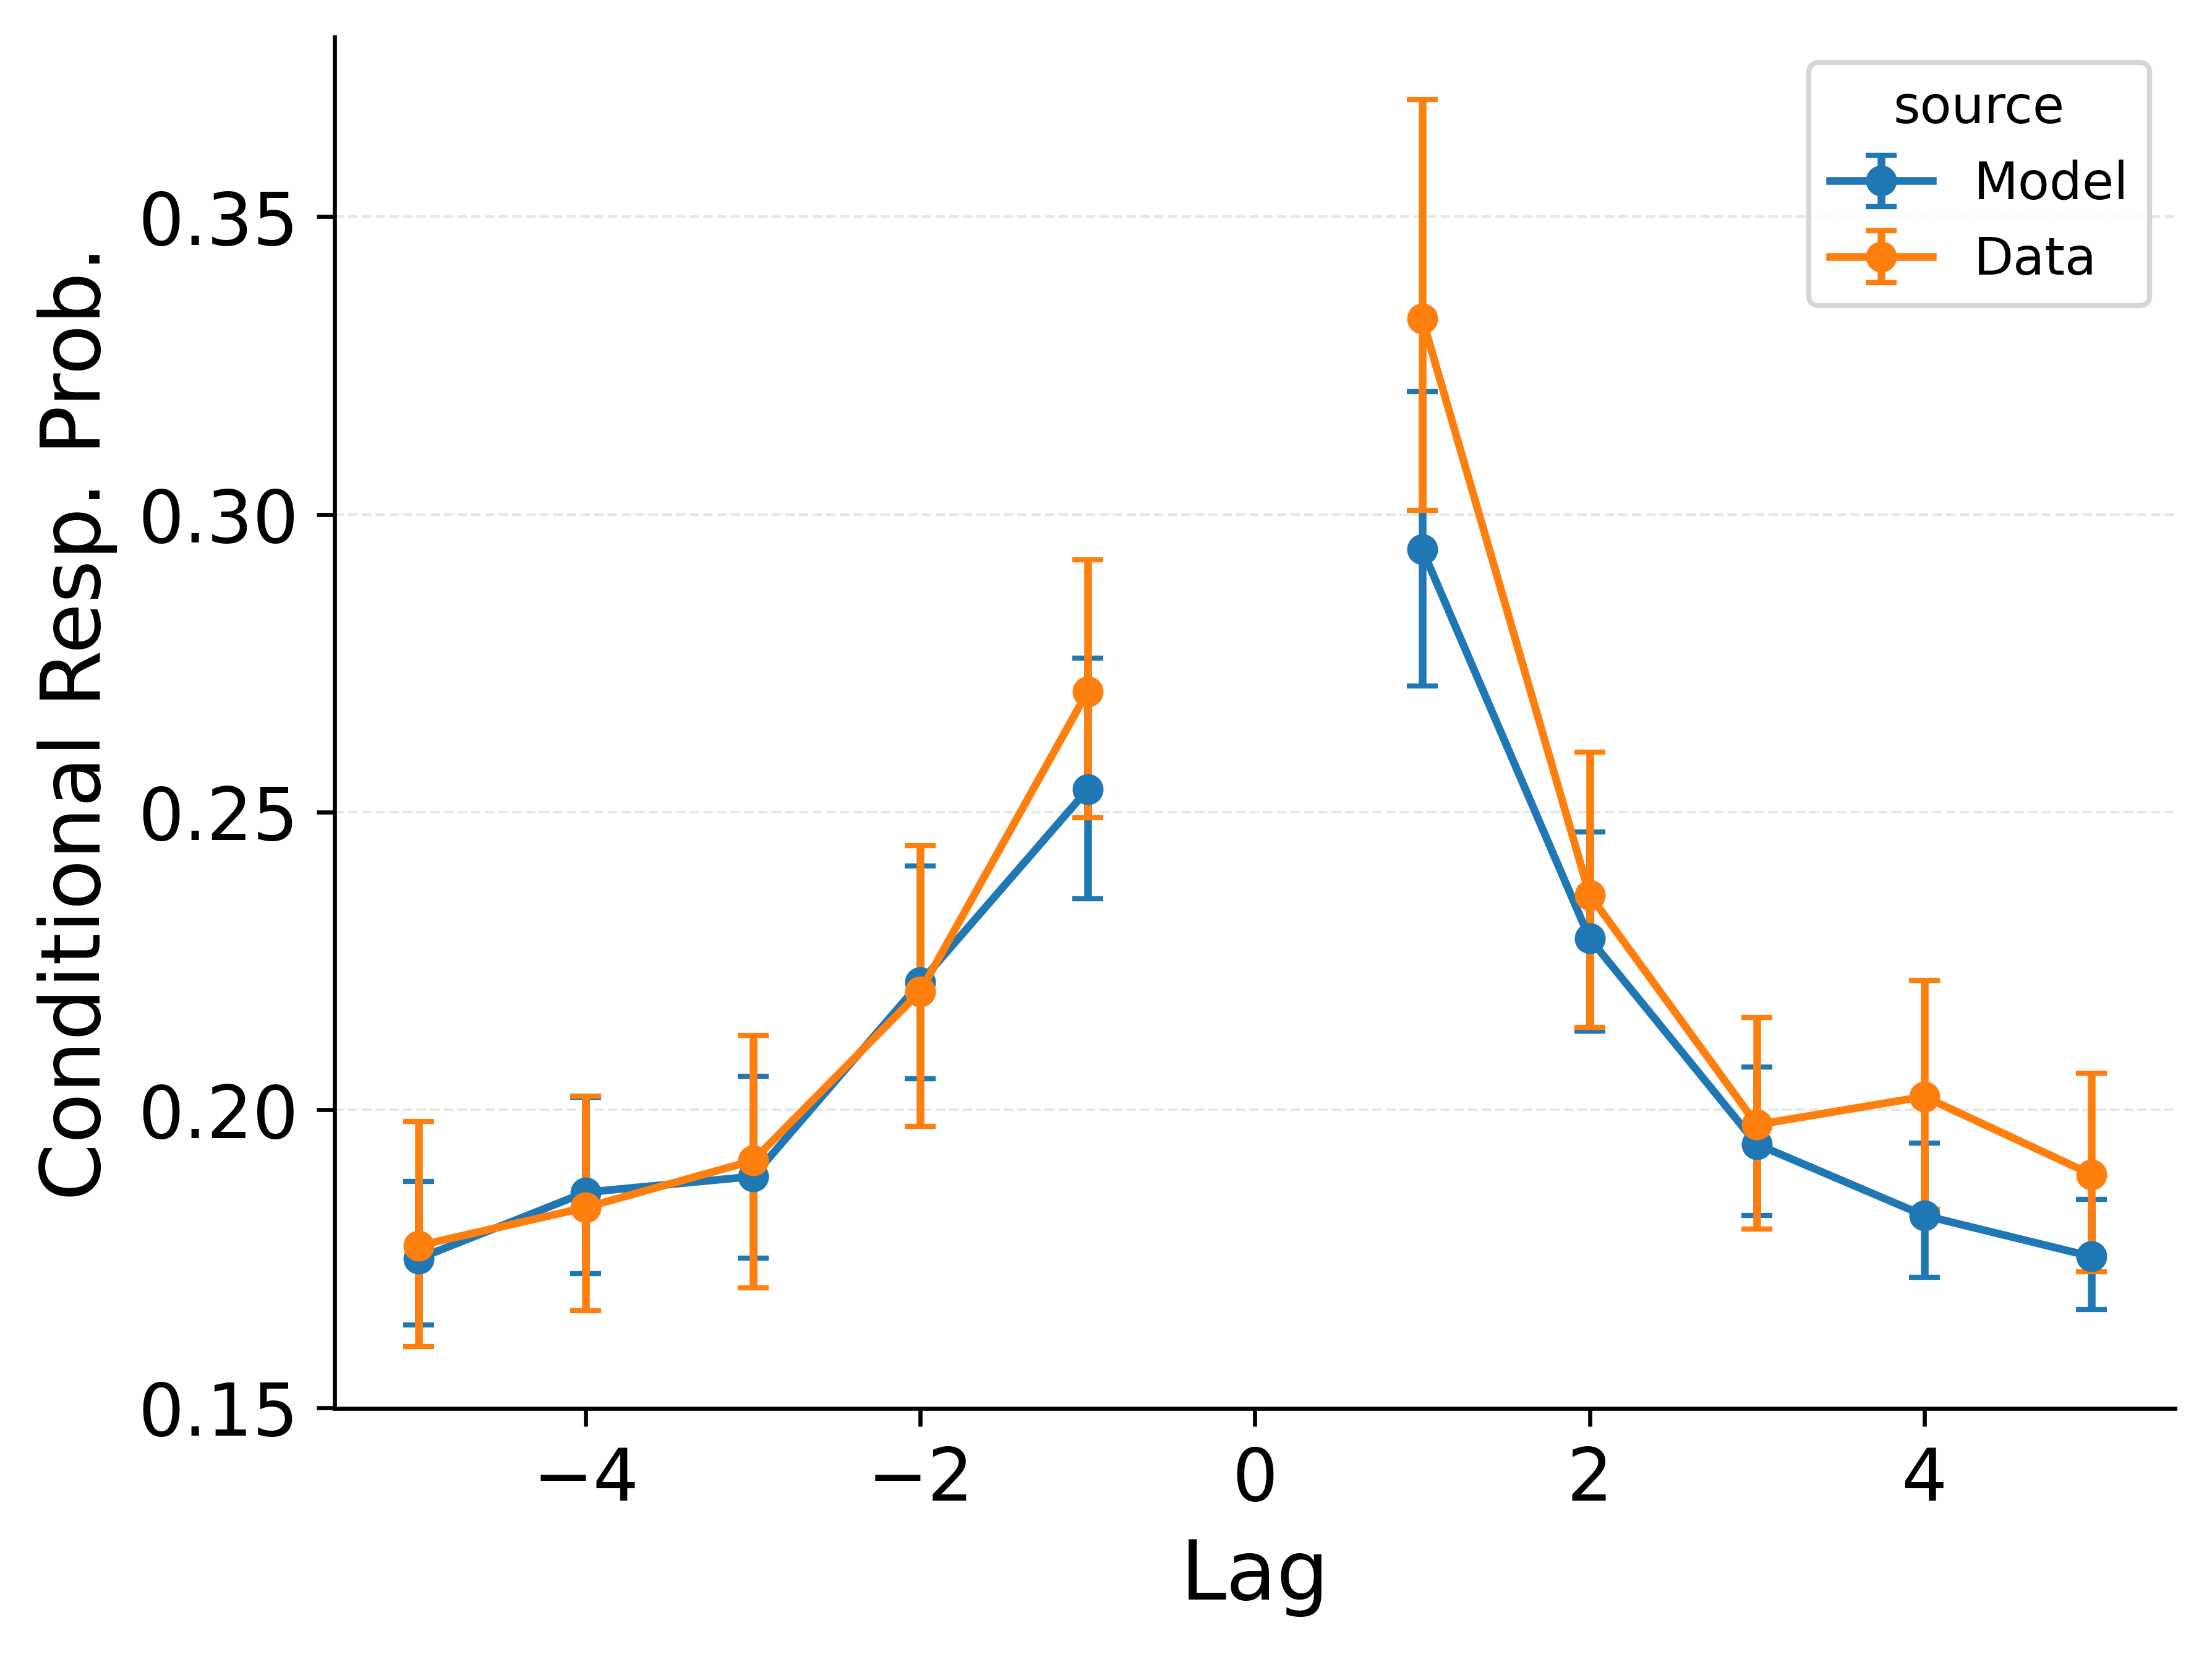 source
Model
Data
Conditional Resp. Prob.
0.35
0.30
0.25
0.20
0.15
−4
−2
0
2
4
Lag